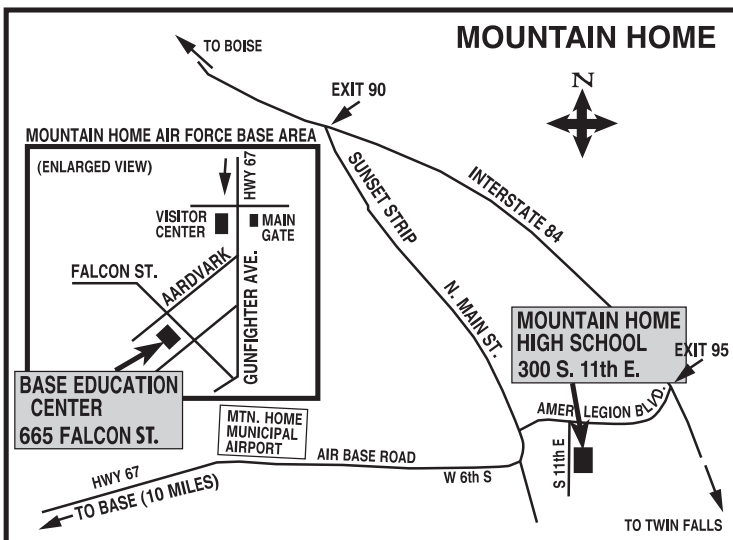 MOUNTAIN HOME
TO BOISE
EXIT 90
N
MOUNTAIN HOME AIR FORCE BASE AREA
(ENLARGED VIEW)
HWY 67
VISITOR
CENTER
MAIN
GATE
FALCON ST.
AARDVARK
GUNFIGHTER AVE.
BASE EDUCATION
CENTER
665 FALCON ST.
SUNSET STRIP
INTERSTATE 84
N. MAIN ST.
MOUNTAIN HOME
HIGH SCHOOL
300 S. 11th E.
EXIT 95
AMER. LEGION BLVD.
S 11th E
MTN. HOME
MUNICIPAL
AIRPORT
AIR BASE ROAD
W 6th S
HWY 67
TO BASE (10 MILES)
TO TWIN FALLS